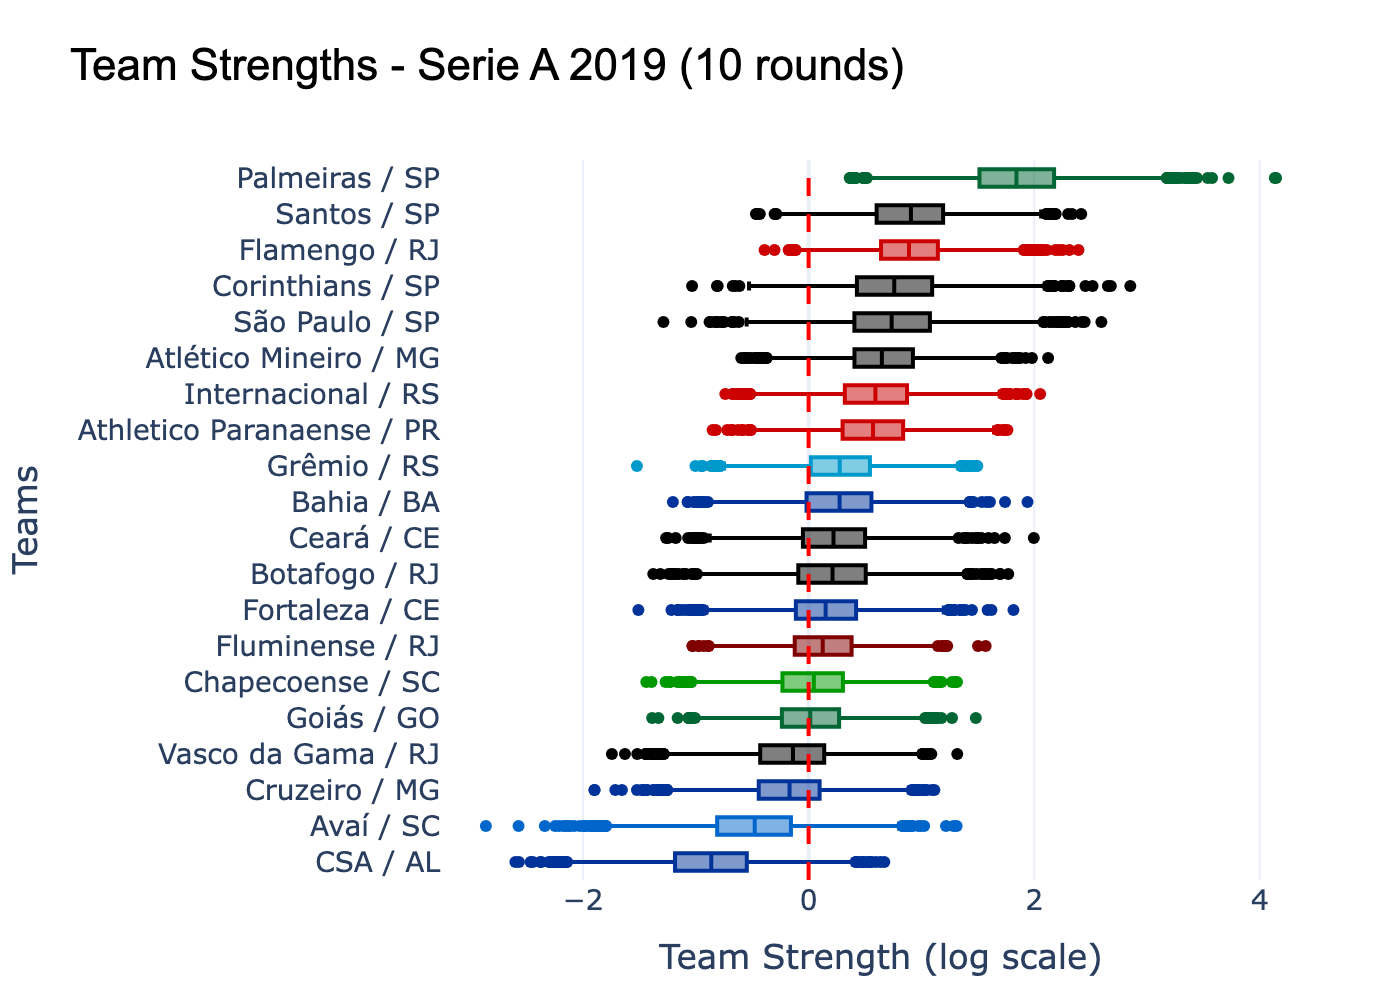 Team Strengths - Serie A 2019 (10 rounds)
Palmeiras / SP
Santos / SP
Flamengo / RJ
Corinthians / SP
São Paulo / SP
Atlético Mineiro / MG
Internacional / RS
Athletico Paranaense / PR
Grêmio / RS
Bahia / BA
Ceará / CE
Botafogo / RJ
Fortaleza / CE
Fluminense / RJ
Chapecoense / SC
Goiás / GO
Vasco da Gama / RJ
Cruzeiro / MG
Avaí / SC
CSA / AL
Teams
−2 0 2 4
Team Strength (log scale)